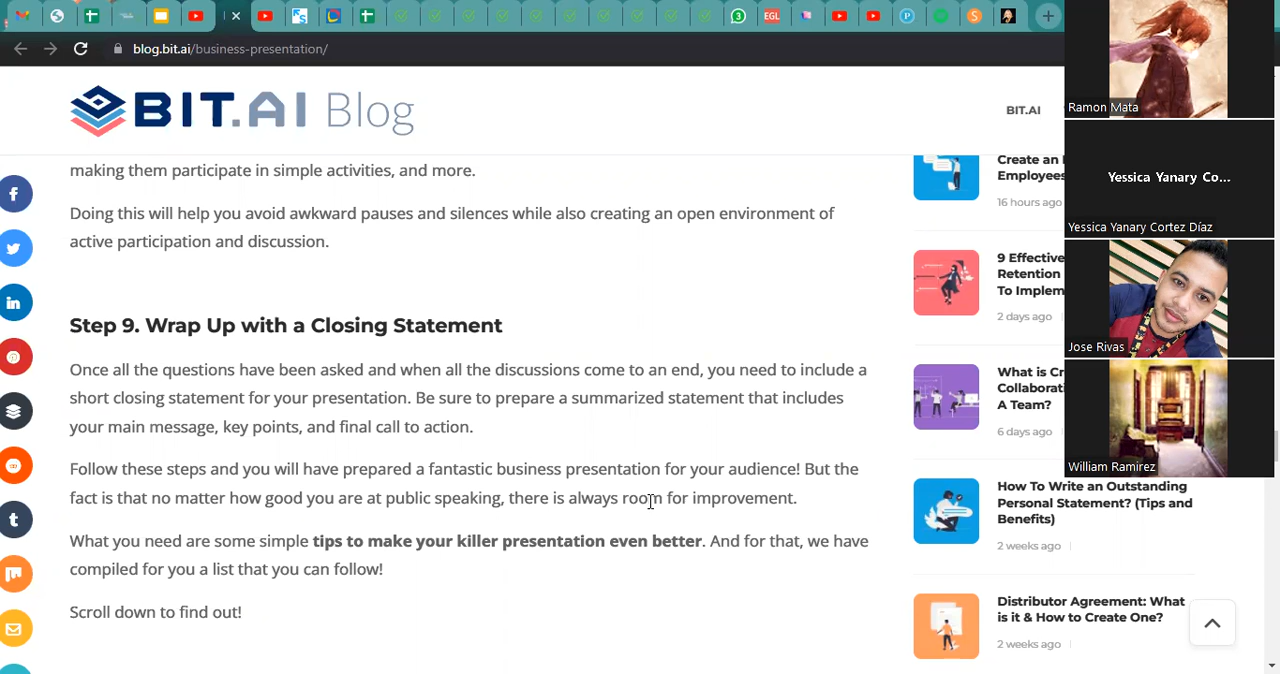 blog.bit.ai/business-presentation/
BIT.AI Blog
BIT.AI
making them participate in simple activities, and more.
Doing this will help you avoid awkward pauses and silences while also creating an open environment of
active participation and discussion.
Step 9. Wrap Up with a Closing Statement
Once all the questions have been asked and when all the discussions come to an end, you need to include a
short closing statement for your presentation. Be sure to prepare a summarized statement that includes
your main message, key points, and final call to action.
Follow these steps and you will have prepared a fantastic business presentation for your audience! But the
fact is that no matter how good you are at public speaking, there is always room for improvement.
What you need are some simple tips to make your killer presentation even better. And for that, we have
compiled for you a list that you can follow!
Scroll down to find out!
Create an
Employees
16 hours ago
9 Effective
Retention
To Implem
2 days ago
What is Cr
Collaborati
A Team?
6 days ago
How To Write an Outstanding
Personal Statement? (Tips and
Benefits)
2 weeks ago
Distributor Agreement: What
is it & How to Create One?
2 weeks ago
Ramon Mata
Yessica Yanary Co...
Yessica Yanary Cortez Díaz
Jose Rivas
William Ramirez
3
EGL